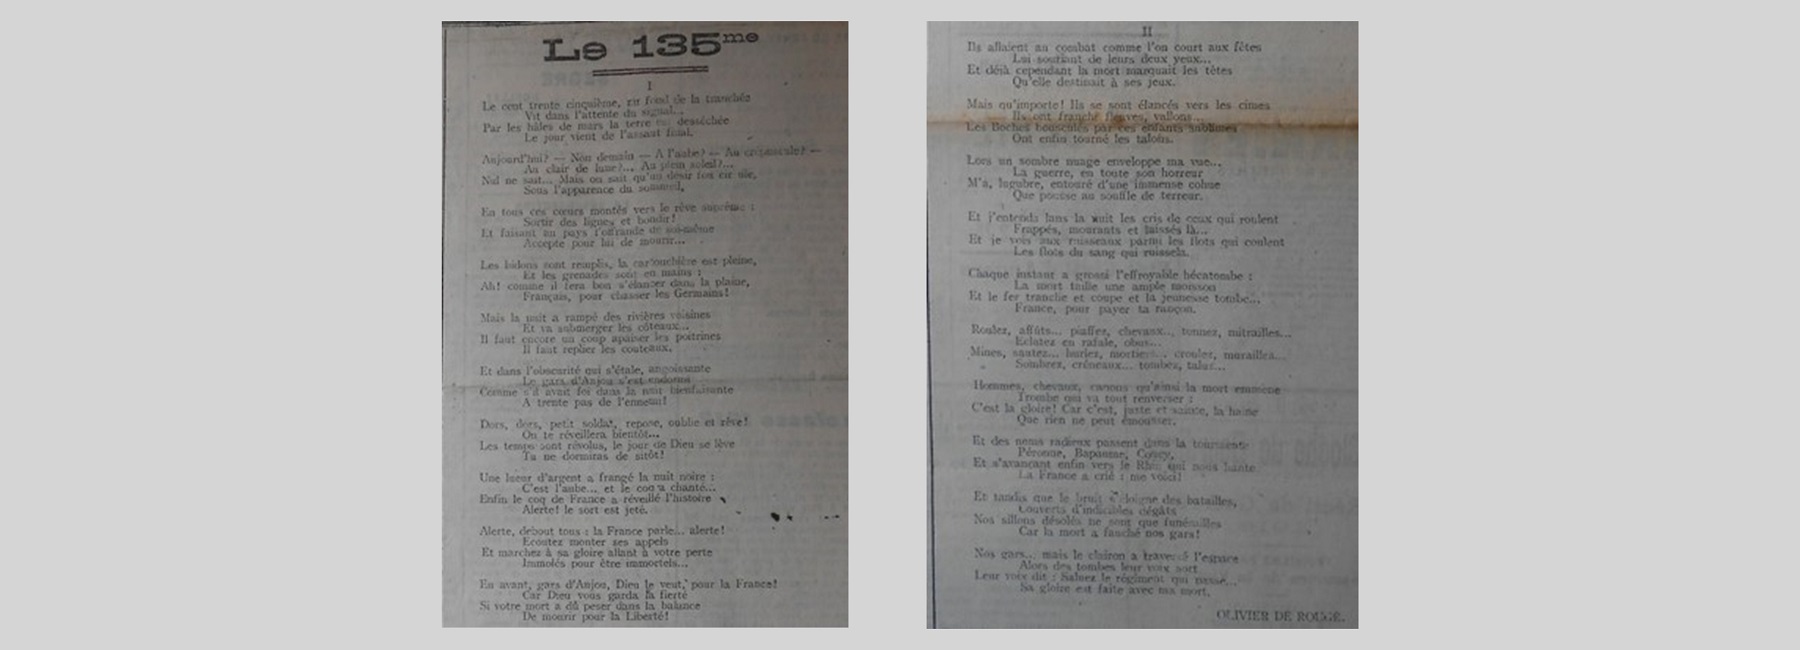 Le 135me
I
Le cent trente cinquième, au fond de la tranchée
Vit dans l'attente du signal...
Par les hâles de mars la terre est desséchée
Le jour vient de l'assaut final.
Aujourd'hui? — Non demain — A l'aube? — Au crépuscule? —
Au clair de lune?... Au plein soleil?...
Nul ne sait... Mais on sait qu'un désir fou
Sous l'apparence du sommeil,
En tous ces cœurs montés vers le rêve suprême :
Sortir des lignes et bondir!
Et faisant au pays l'offrande de soi-même
Accepte pour lui de mourir...
Les bidons sont remplis, la cartouchière est pleine,
Et les grenades sont en mains :
Ah! comme il fera bon s'élancer dans la plaine,
Français, pour chasser les Germains!
Mais la nuit a rampé des rivières voisines
Et va submerger les côteaux...
Il faut encore un coup apaiser les poitrines
Il faut replier les couteaux.
Et dans l'obscurité qui s'étale, angoissante
Le gars d'Anjou s'est endormi
Comme s'il avait foi dans la nuit bienfaisante
A trente pas de l'ennemi!
Dors, dors, petit soldat, repose, oublie et rêve!
On te réveillera bientôt...
Les temps sont révolus, le jour de Dieu se lève
Tu ne dormiras de sitôt!
Une lueur d'argent a frangé la nuit noire :
C'est l'aube... et le coq a chanté...
Enfin le coq de France a réveillé l'histoire
Alerte! le sort est jeté.
Alerte, debout tous : la France parle... alerte!
Ecoutez monter ses appels
Et marchez à sa gloire allant à votre perte
Immolés pour être immortels...
En avant, gars d'Anjou, Dieu le veut, pour la France!
Car Dieu vous garda la fierté
Si votre mort a dû peser dans la balance
De mourir pour la Liberté!
II
Ils allaient au combat comme l'on court aux fêtes
Lui souriant de leurs deux yeux...
Et déjà cependant la mort marquait les têtes
Qu'elle destinait à ses jeux.
Mais qu'importe! Ils se sont élancés vers les cimes
Ils ont franchi fleuves, vallons...
Les Boches bousculés par ces enfants sublimes
Ont enfin tourné les talons.
Lors un sombre nuage enveloppe ma vue...
La guerre, en toute son horreur
M'a, lugubre, entouré d'une immense cohue
Que pousse au souffle de terreur.
Et j'entends dans la nuit les cris de ceux qui roulent
Frappés, mourants et laissés là...
Et je vois aux ruisseaux parmi les flots qui coulent
Les flots du sang qui ruissela.
Chaque instant a grossi l'effroyable hécatombe :
La mort taille une ample moisson
Et le fer tranche et coupe et la jeunesse tombe...
France, pour payer ta rançon.
Roulez, affûts... piaffez, chevaux... tonnez, mitrailles...
Eclatez en rafale, obus...
Mines, sautez... hurlez, mortiers... croulez, murailles...
Sombrez, créneaux... tombez, talus...
Hommes, chevaux, canons qu'ainsi la mort emmène
Trombe qui va tout renverser :
C'est la gloire! Car c'est, juste et sainte, la haine
Que rien ne peut émousser.
Et des noms radieux passent dans la tourmente
Péronne, Bapaume, Coucy,
Et s'avançant enfin vers le Rhin qui nous hante
La France a crié : me voici!
Et tandis que le bruit s'éloigne des batailles,
Couverts d'indicibles dégâts
Nos sillons désolés ne sont que funérailles
Car la mort a fauché nos gars!
Nos gars... mais le clairon a traversé l'espace
Alors des tombes leur voix sort
Leur voix dit : Saluez le régiment qui passe...
Sa gloire est faite avec ma mort.
OLIVIER DE ROUGÉ.